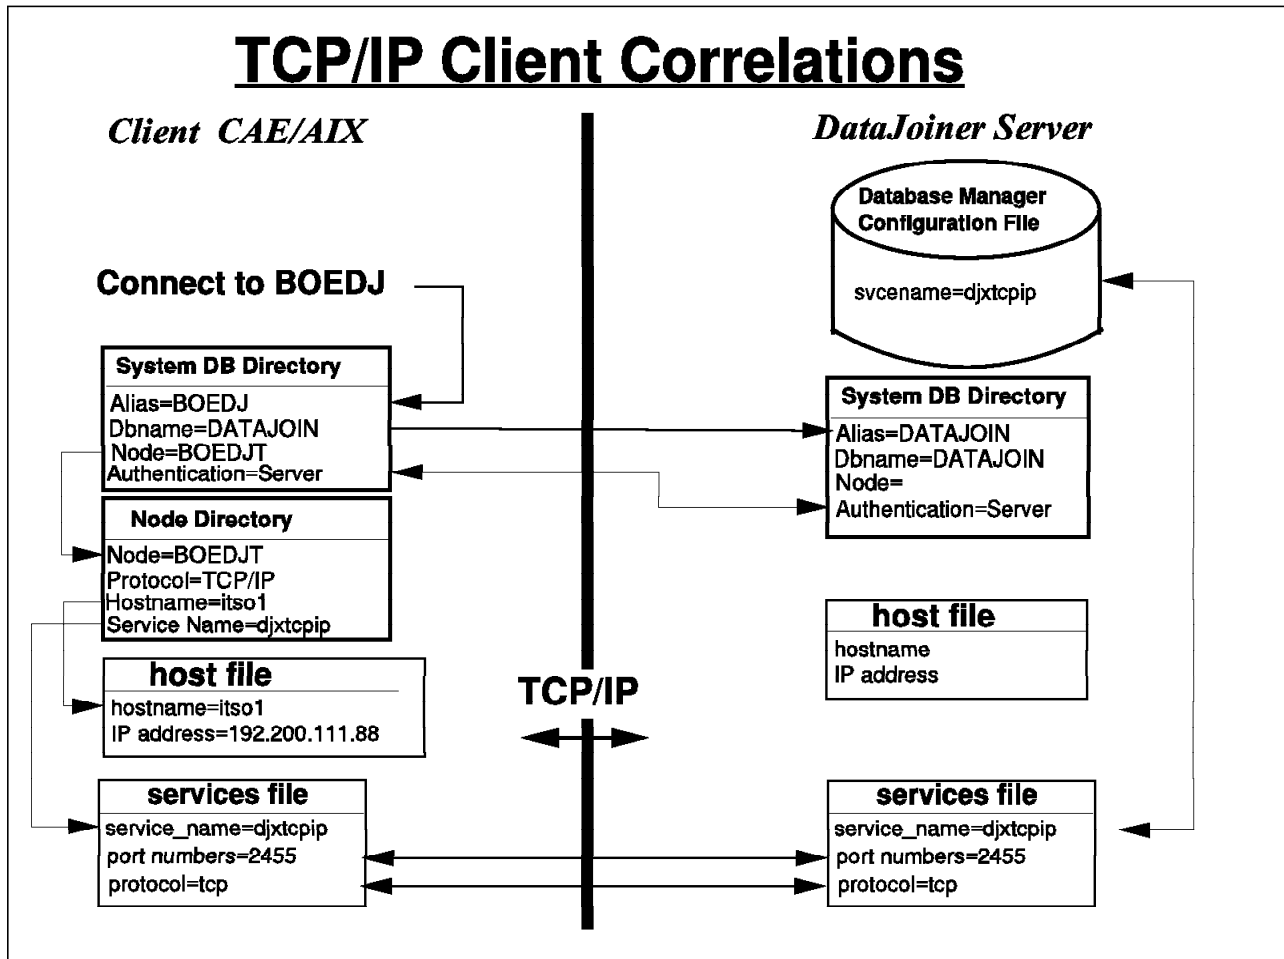 TCP/IP Client Correlations
Client CAE/AIX
Connect to BOEDJ
System DB Directory
Alias=BOEDJ
Dbname=DATAJOIN
Node=BOEDJT
Authentication=Server
Node Directory
Node=BOEDJT
Protocol=TCP/IP
Hostname=itso1
Service Name=djxtcpip
host file
hostname=itso1
IP address=192.200.111.88
services file
service_name=djxtcpip
port numbers=2455
protocol=tcp
TCP/IP
DataJoiner Server
Database Manager
Configuration File
svcename=djxtcpip
System DB Directory
Alias=DATAJOIN
Dbname=DATAJOIN
Node=
Authentication=Server
host file
hostname
IP address
services file
service_name=djxtcpip
port numbers=2455
protocol=tcp